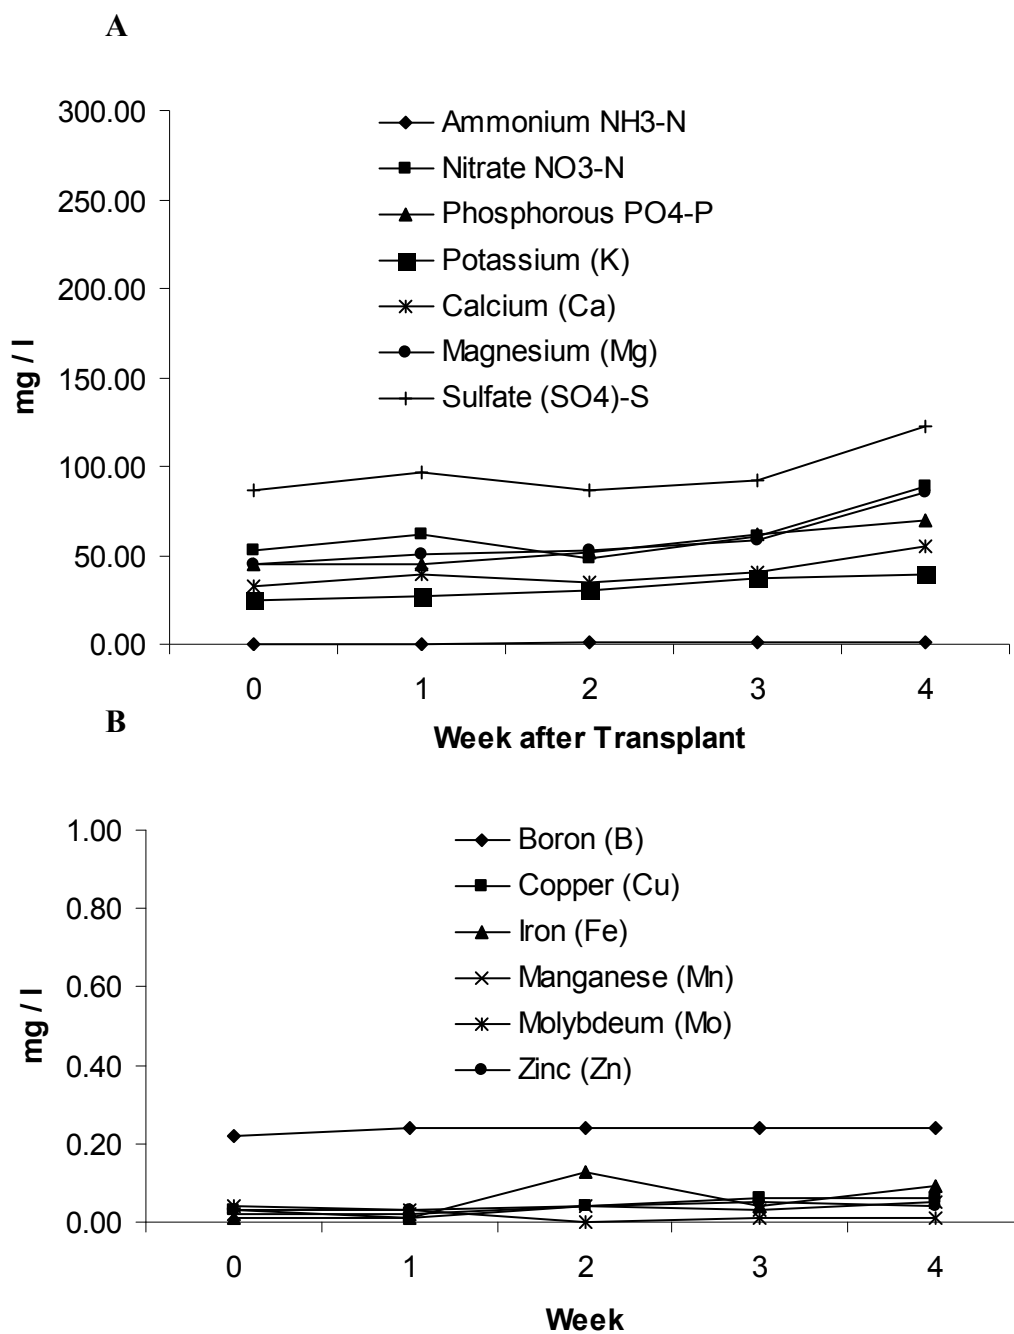 A
300.00
250.00
200.00
150.00
100.00
50.00
0.00
mg / l
Ammonium NH3-N
Nitrate NO3-N
Phosphorous PO4-P
Potassium (K)
Calcium (Ca)
Magnesium (Mg)
Sulfate (SO4)-S
0 1 2 3 4
Week after Transplant
B
1.00
0.80
0.60
0.40
0.20
0.00
mg / l
Boron (B)
Copper (Cu)
Iron (Fe)
Manganese (Mn)
Molybdeum (Mo)
Zinc (Zn)
0 1 2 3 4
Week